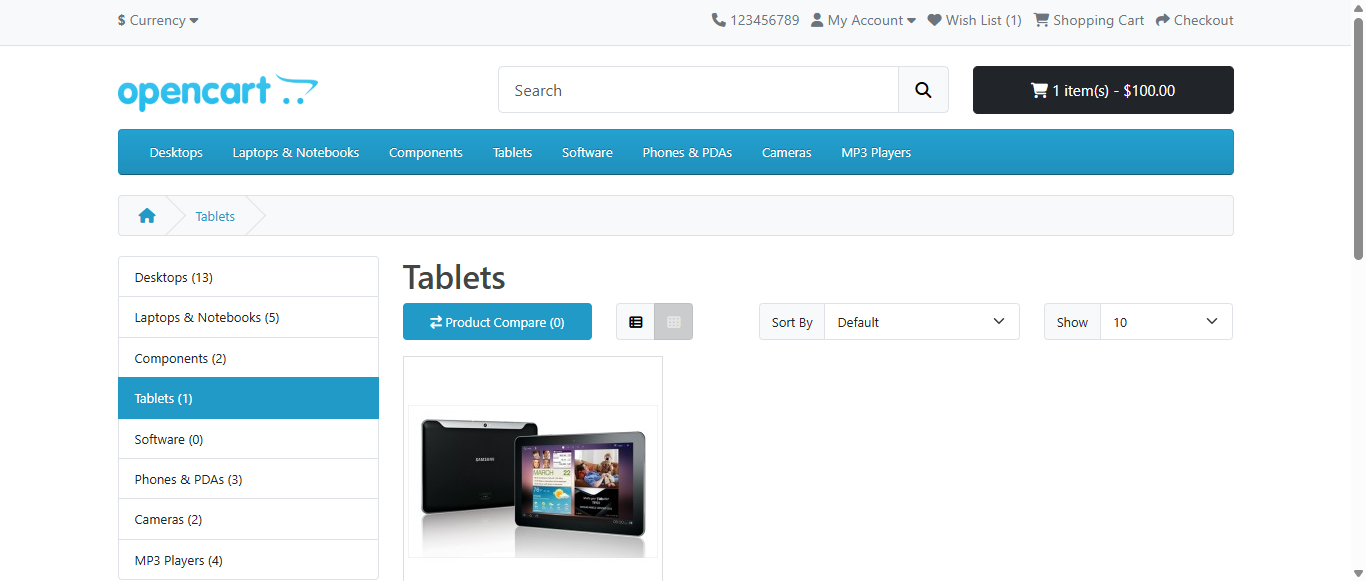 $ Currency
123456789 My Account Wish List (1) Shopping Cart Checkout
opencart
Search
1 item(s) - $100.00
Desktops Laptops & Notebooks Components Tablets Software Phones & PDAs Cameras MP3 Players
Tablets
Desktops (13)
Laptops & Notebooks (5)
Components (2)
Tablets (1)
Software (0)
Phones & PDAs (3)
Cameras (2)
MP3 Players (4)
Tablets
Product Compare (0)
Sort By Default
Show 10
SAMSUNG
MARCH 22